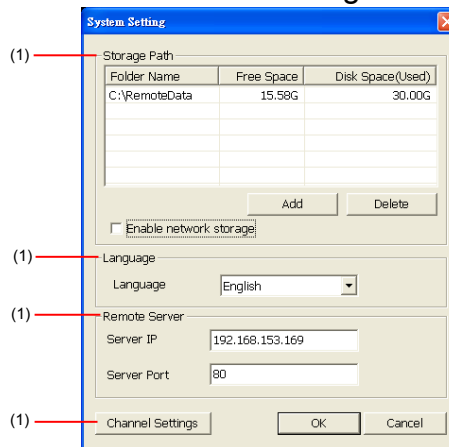 System Setting
(1) Storage Path
Folder Name Free Space Disk Space(Used)
C:\RemoteData 15.58G 30.00G
Add Delete
Enable network storage
(1) Language
Language English
(1) Remote Server
Server IP 192.168.153.169
Server Port 80
(1) Channel Settings OK Cancel